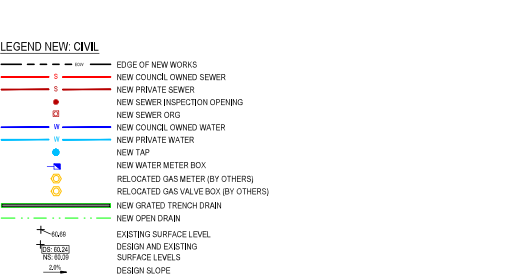 LEGEND NEW: CIVIL
EOW EDGE OF NEW WORKS
S NEW COUNCIL OWNED SEWER
S NEW PRIVATE SEWER
NEW SEWER INSPECTION OPENING
NEW SEWER ORG
W NEW COUNCIL OWNED WATER
W NEW PRIVATE WATER
NEW TAP
NEW WATER METER BOX
RELOCATED GAS METER (BY OTHERS)
RELOCATED GAS VALVE BOX (BY OTHERS)
NEW GRATED TRENCH DRAIN
NEW OPEN DRAIN
60.69 EXISTING SURFACE LEVEL
DS: 60.24 DESIGN AND EXISTING
NS: 60.09 SURFACE LEVELS
2.0% DESIGN SLOPE